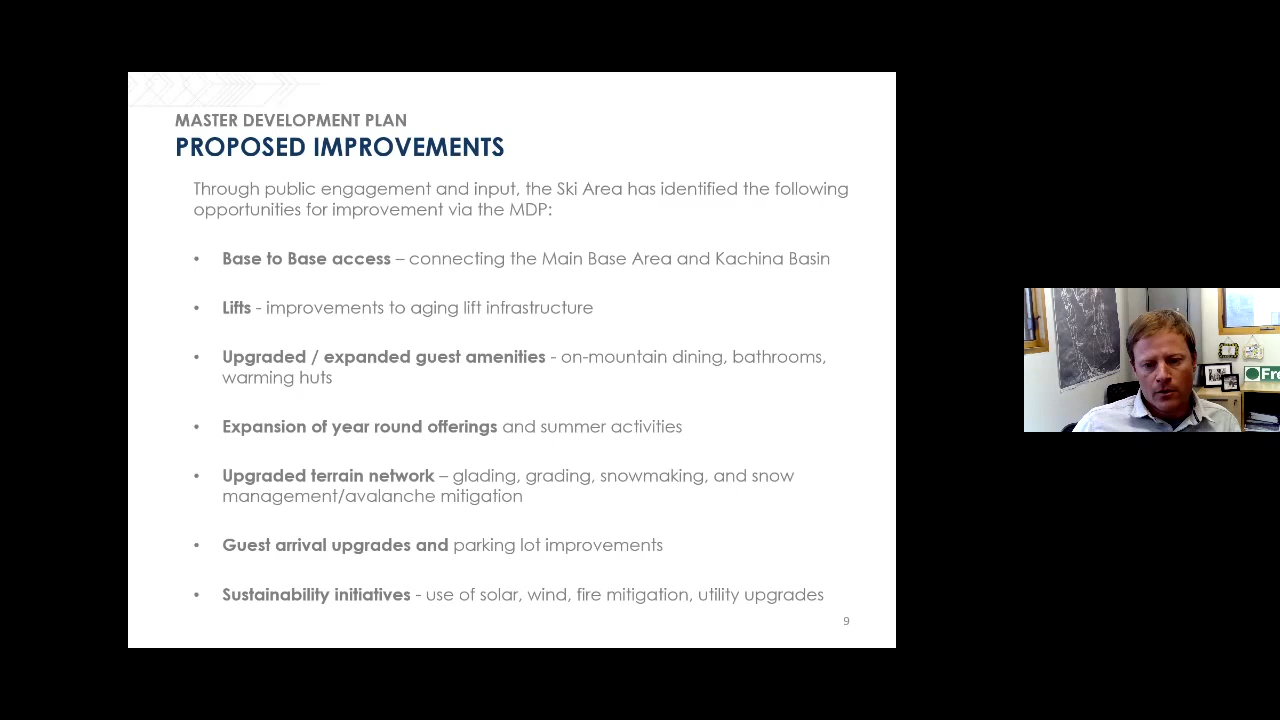 MASTER DEVELOPMENT PLAN
PROPOSED IMPROVEMENTS
Through public engagement and input, the Ski Area has identified the following
opportunities for improvement via the MDP:
• Base to Base access – connecting the Main Base Area and Kachina Basin
• Lifts - improvements to aging lift infrastructure
• Upgraded / expanded guest amenities - on-mountain dining, bathrooms,
warming huts
• Expansion of year round offerings and summer activities
• Upgraded terrain network – glading, grading, snowmaking, and snow
management/avalanche mitigation
• Guest arrival upgrades and parking lot improvements
• Sustainability initiatives - use of solar, wind, fire mitigation, utility upgrades
9
Fre